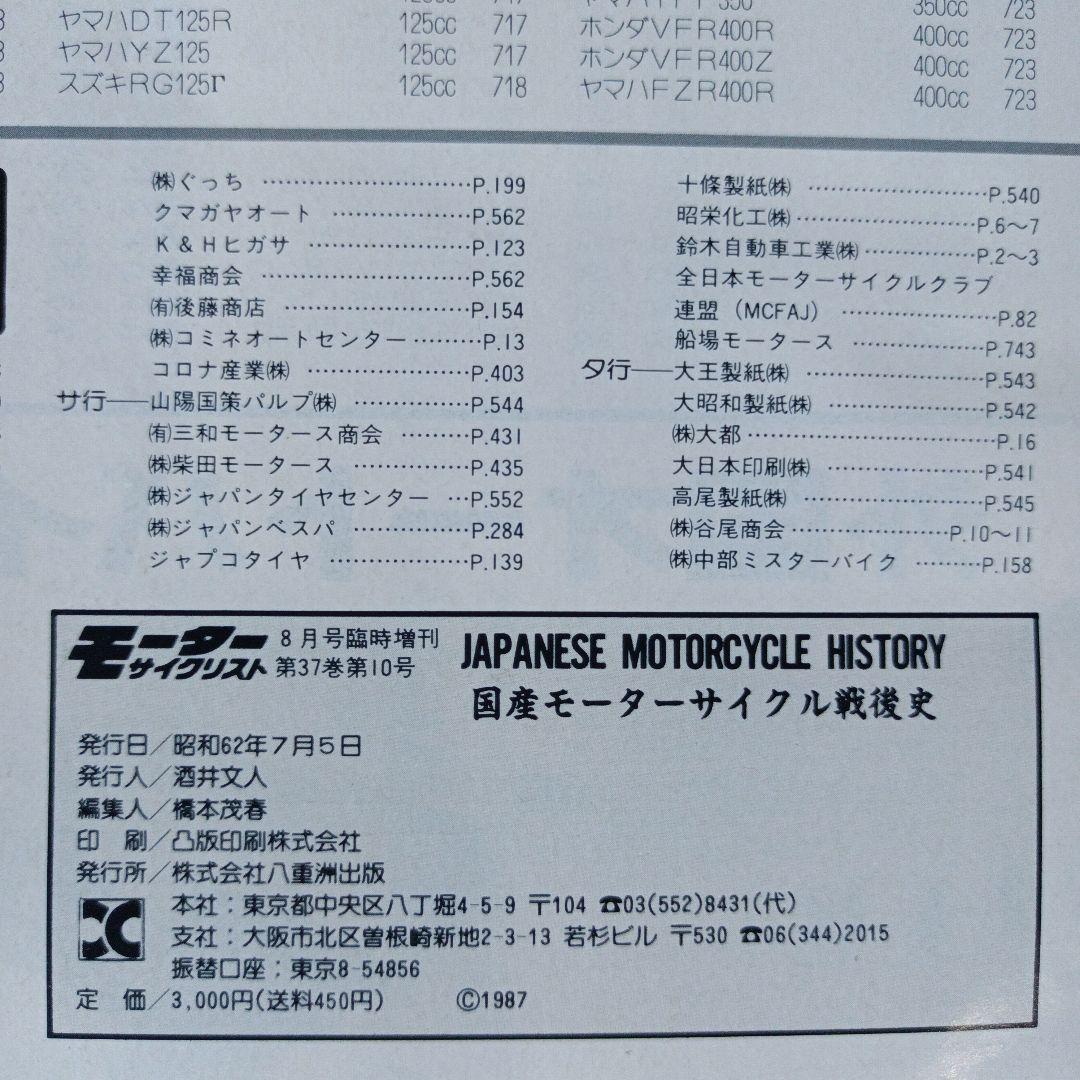 ヤマハDT125R 125cc 717
ヤマハYZ125 125cc 717
スズキRG125Γ 125cc 718
350cc 723
ホンダVFR400R 400cc 723
ホンダVFR400Z 400cc 723
ヤマハFZR400R 400cc 723
㈱ぐっち ……………………… P.199
クマガヤオート ……………… P.562
K&Hヒガサ ………………… P.123
幸福商会 ……………………… P.562
㈲後藤商店 …………………… P.154
㈱コミネオートセンター ……… P.13
コロナ産業㈱ ………………… P.403
サ行――山陽国策パルプ㈱ …………… P.544
㈲三和モータース商会 ……… P.431
㈱柴田モータース …………… P.435
㈱ジャパンタイヤセンター … P.552
㈱ジャパンベスパ …………… P.284
ジャプコタイヤ ……………… P.139
十條製紙㈱ …………………… P.540
昭栄化工㈱ …………………… P.6〜7
鈴木自動車工業㈱ …………… P.2〜3
全日本モーターサイクルクラブ
連盟(MCFAJ) ………………… P.82
船場モータース ……………… P.743
タ行――大王製紙㈱ …………………… P.543
大昭和製紙㈱ ………………… P.542
㈱大都 ………………………… P.16
大日本印刷㈱ ………………… P.541
高尾製紙㈱ …………………… P.545
㈱谷尾商会 ………………… P.10〜11
㈱中部ミスターバイク ……… P.158
モーターサイクリスト 8月号臨時増刊 第37巻第10号
JAPANESE MOTORCYCLE HISTORY
国産モーターサイクル戦後史
発行日/昭和62年7月5日
発行人/酒井文人
編集人/橋本茂春
印 刷/凸版印刷株式会社
発行所/株式会社八重洲出版
本社:東京都中央区八丁堀4-5-9 〒104 ☎03(552)8431(代)
支社:大阪市北区曽根崎新地2-3-13 若杉ビル 〒530 ☎06(344)2015
振替口座:東京8-54856
定 価/3,000円(送料450円) ©1987